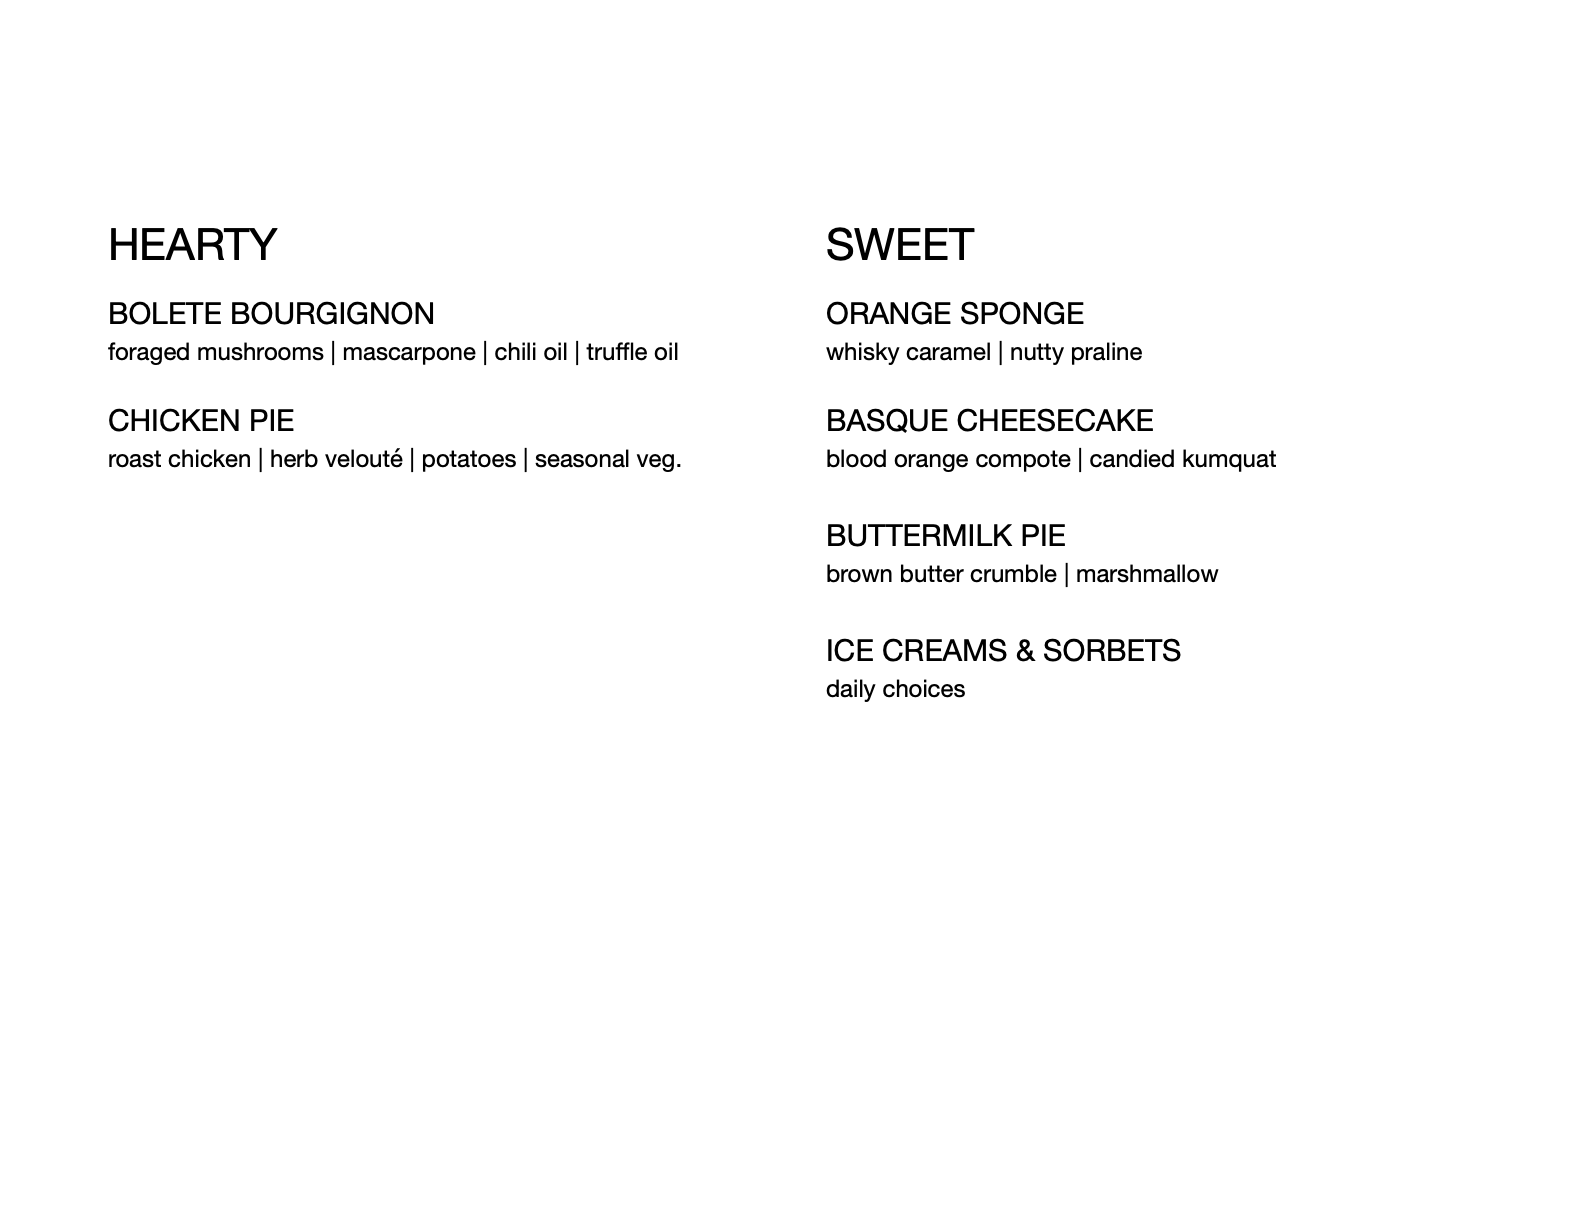 HEARTY
BOLETE BOURGIGNON
foraged mushrooms | mascarpone | chili oil | truffle oil
CHICKEN PIE
roast chicken | herb velouté | potatoes | seasonal veg.
SWEET
ORANGE SPONGE
whisky caramel | nutty praline
BASQUE CHEESECAKE
blood orange compote | candied kumquat
BUTTERMILK PIE
brown butter crumble | marshmallow
ICE CREAMS & SORBETS
daily choices